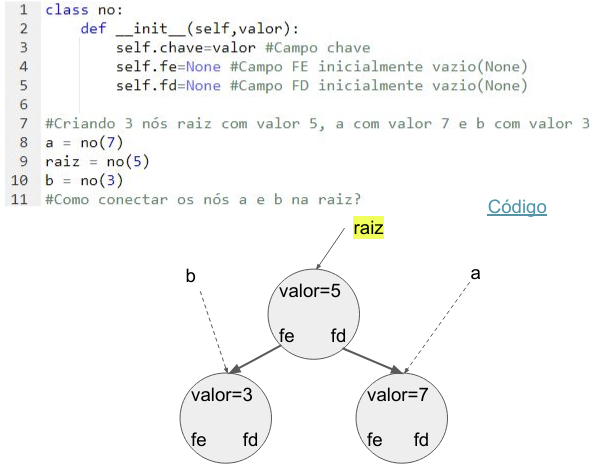 1 class no:
2     def __init__(self,valor):
3         self.chave=valor #Campo chave
4         self.fe=None #Campo FE inicialmente vazio(None)
5         self.fd=None #Campo FD inicialmente vazio(None)
6
7 #Criando 3 nós raiz com valor 5, a com valor 7 e b com valor 3
8 a = no(7)
9 raiz = no(5)
10 b = no(3)
11 #Como conectar os nós a e b na raiz?
Código
raiz
b
a
valor=5
fe fd
valor=3
fe fd
valor=7
fe fd